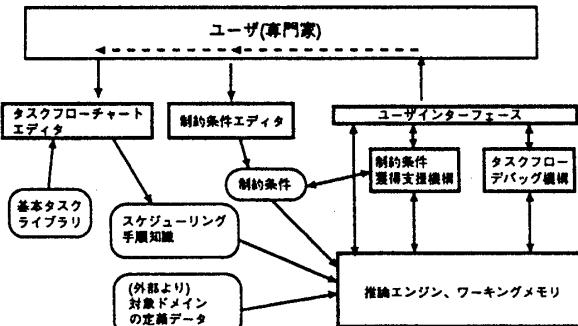 ユーザ(専門家)
タスクフローチャート
エディタ
制約条件エディタ
ユーザインターフェース
制約条件
獲得支援機構
タスクフロー
デバッグ機構
制約条件
基本タスク
ライブラリ
スケジューリング
手順知識
(外部より)
対象ドメイン
の定義データ
推論エンジン、ワーキングメモリ